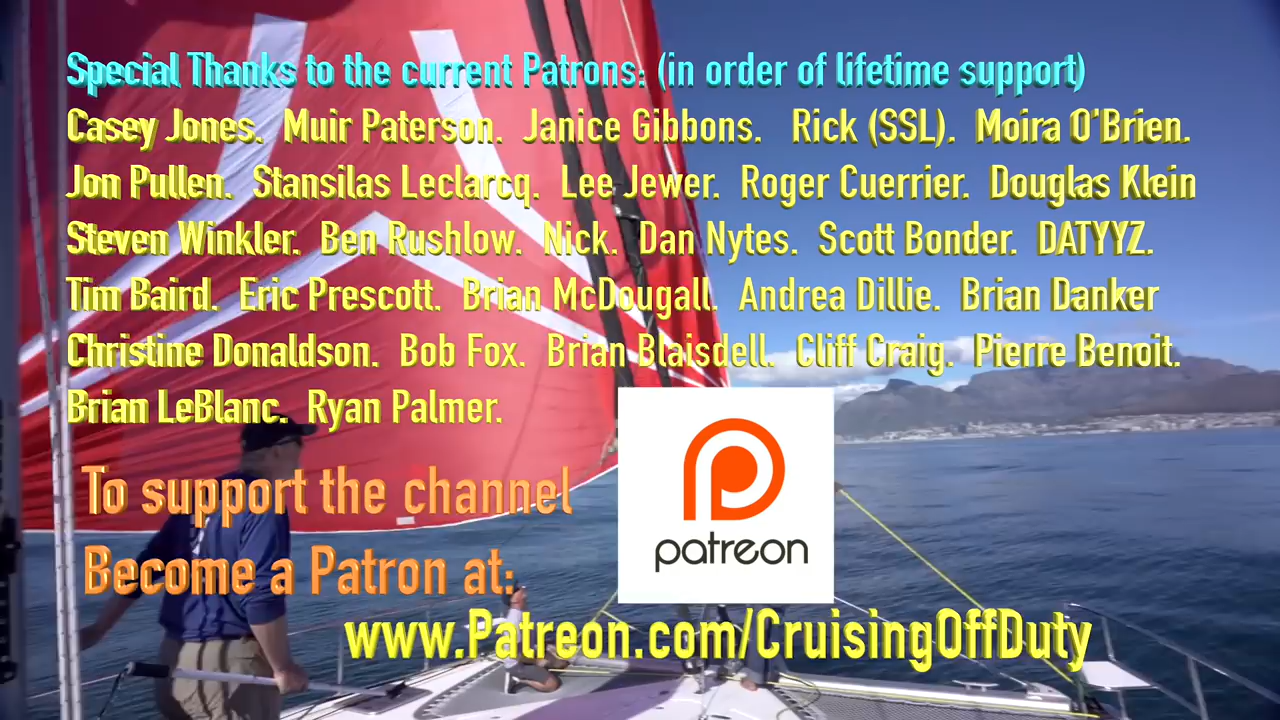 Special Thanks to the current Patrons: (in order of lifetime support)
Casey Jones. Muir Paterson. Janice Gibbons. Rick (SSL). Moira O'Brien.
Jon Pullen. Stansilas Leclarcq. Lee Jewer. Roger Cuerrier. Douglas Klein
Steven Winkler. Ben Rushlow. Nick. Dan Nytes. Scott Bonder. DATYYZ.
Tim Baird. Eric Prescott. Brian McDougall. Andrea Dillie. Brian Danker
Christine Donaldson. Bob Fox. Brian Blaisdell. Cliff Craig. Pierre Benoit.
Brian LeBlanc. Ryan Palmer.
To support the channel
Become a Patron at:
patreon
www.Patreon.com/CruisingOffDuty